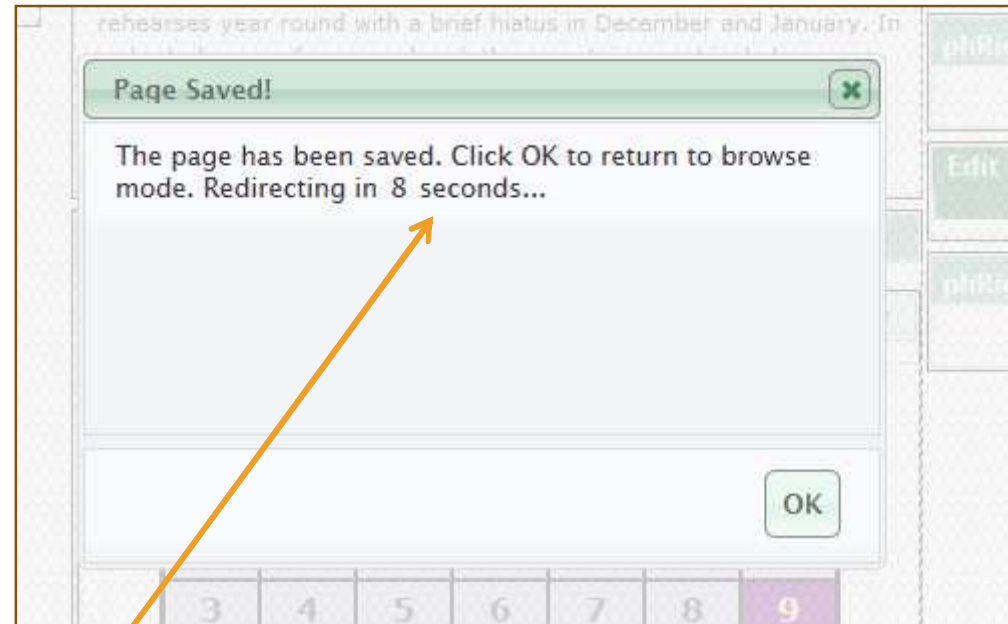 rehearses year round with a brief hiatus in December and January. In
Page Saved!
The page has been saved. Click OK to return to browse
mode. Redirecting in 8 seconds...
Edit
OK
3 4 5 6 7 8 9